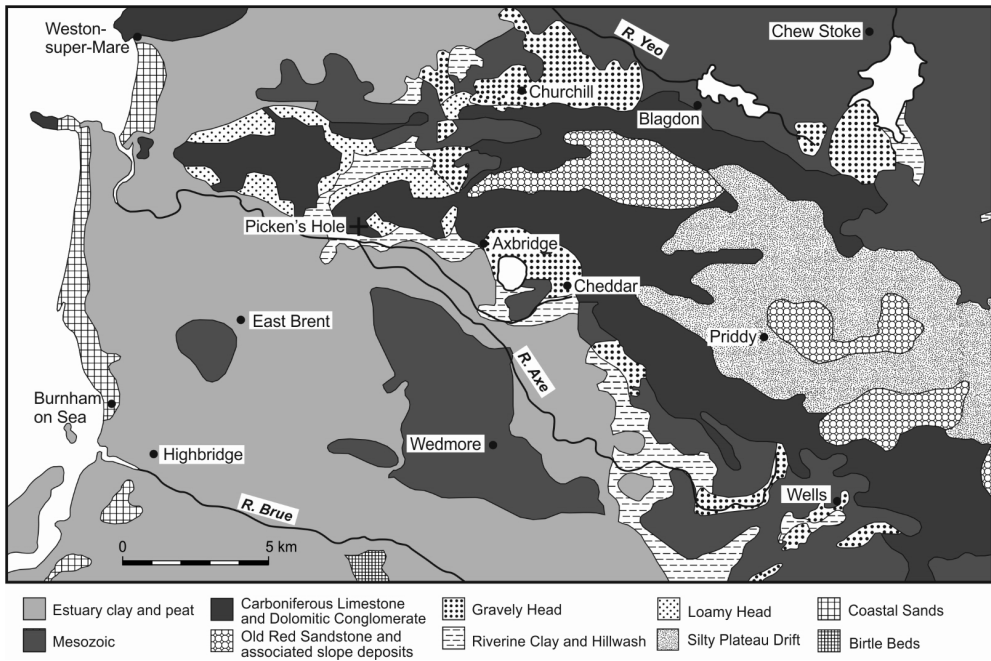 Weston-
super-Mare
R. Yeo
Chew Stoke
Churchill
Blagdon
Picken's Hole
Axbridge
Cheddar
East Brent
Priddy
R. Axe
Burnham
on Sea
Highbridge
Wedmore
Wells
R. Brue
0 5 km
Estuary clay and peat
Mesozoic
Carboniferous Limestone
and Dolomitic Conglomerate
Old Red Sandstone and
associated slope deposits
Gravely Head
Riverine Clay and Hillwash
Loamy Head
Silty Plateau Drift
Coastal Sands
Birtle Beds